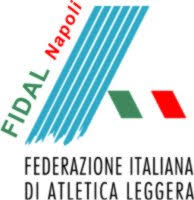 FIDAL Napoli
FEDERAZIONE ITALIANA
DI ATLETICA LEGGERA